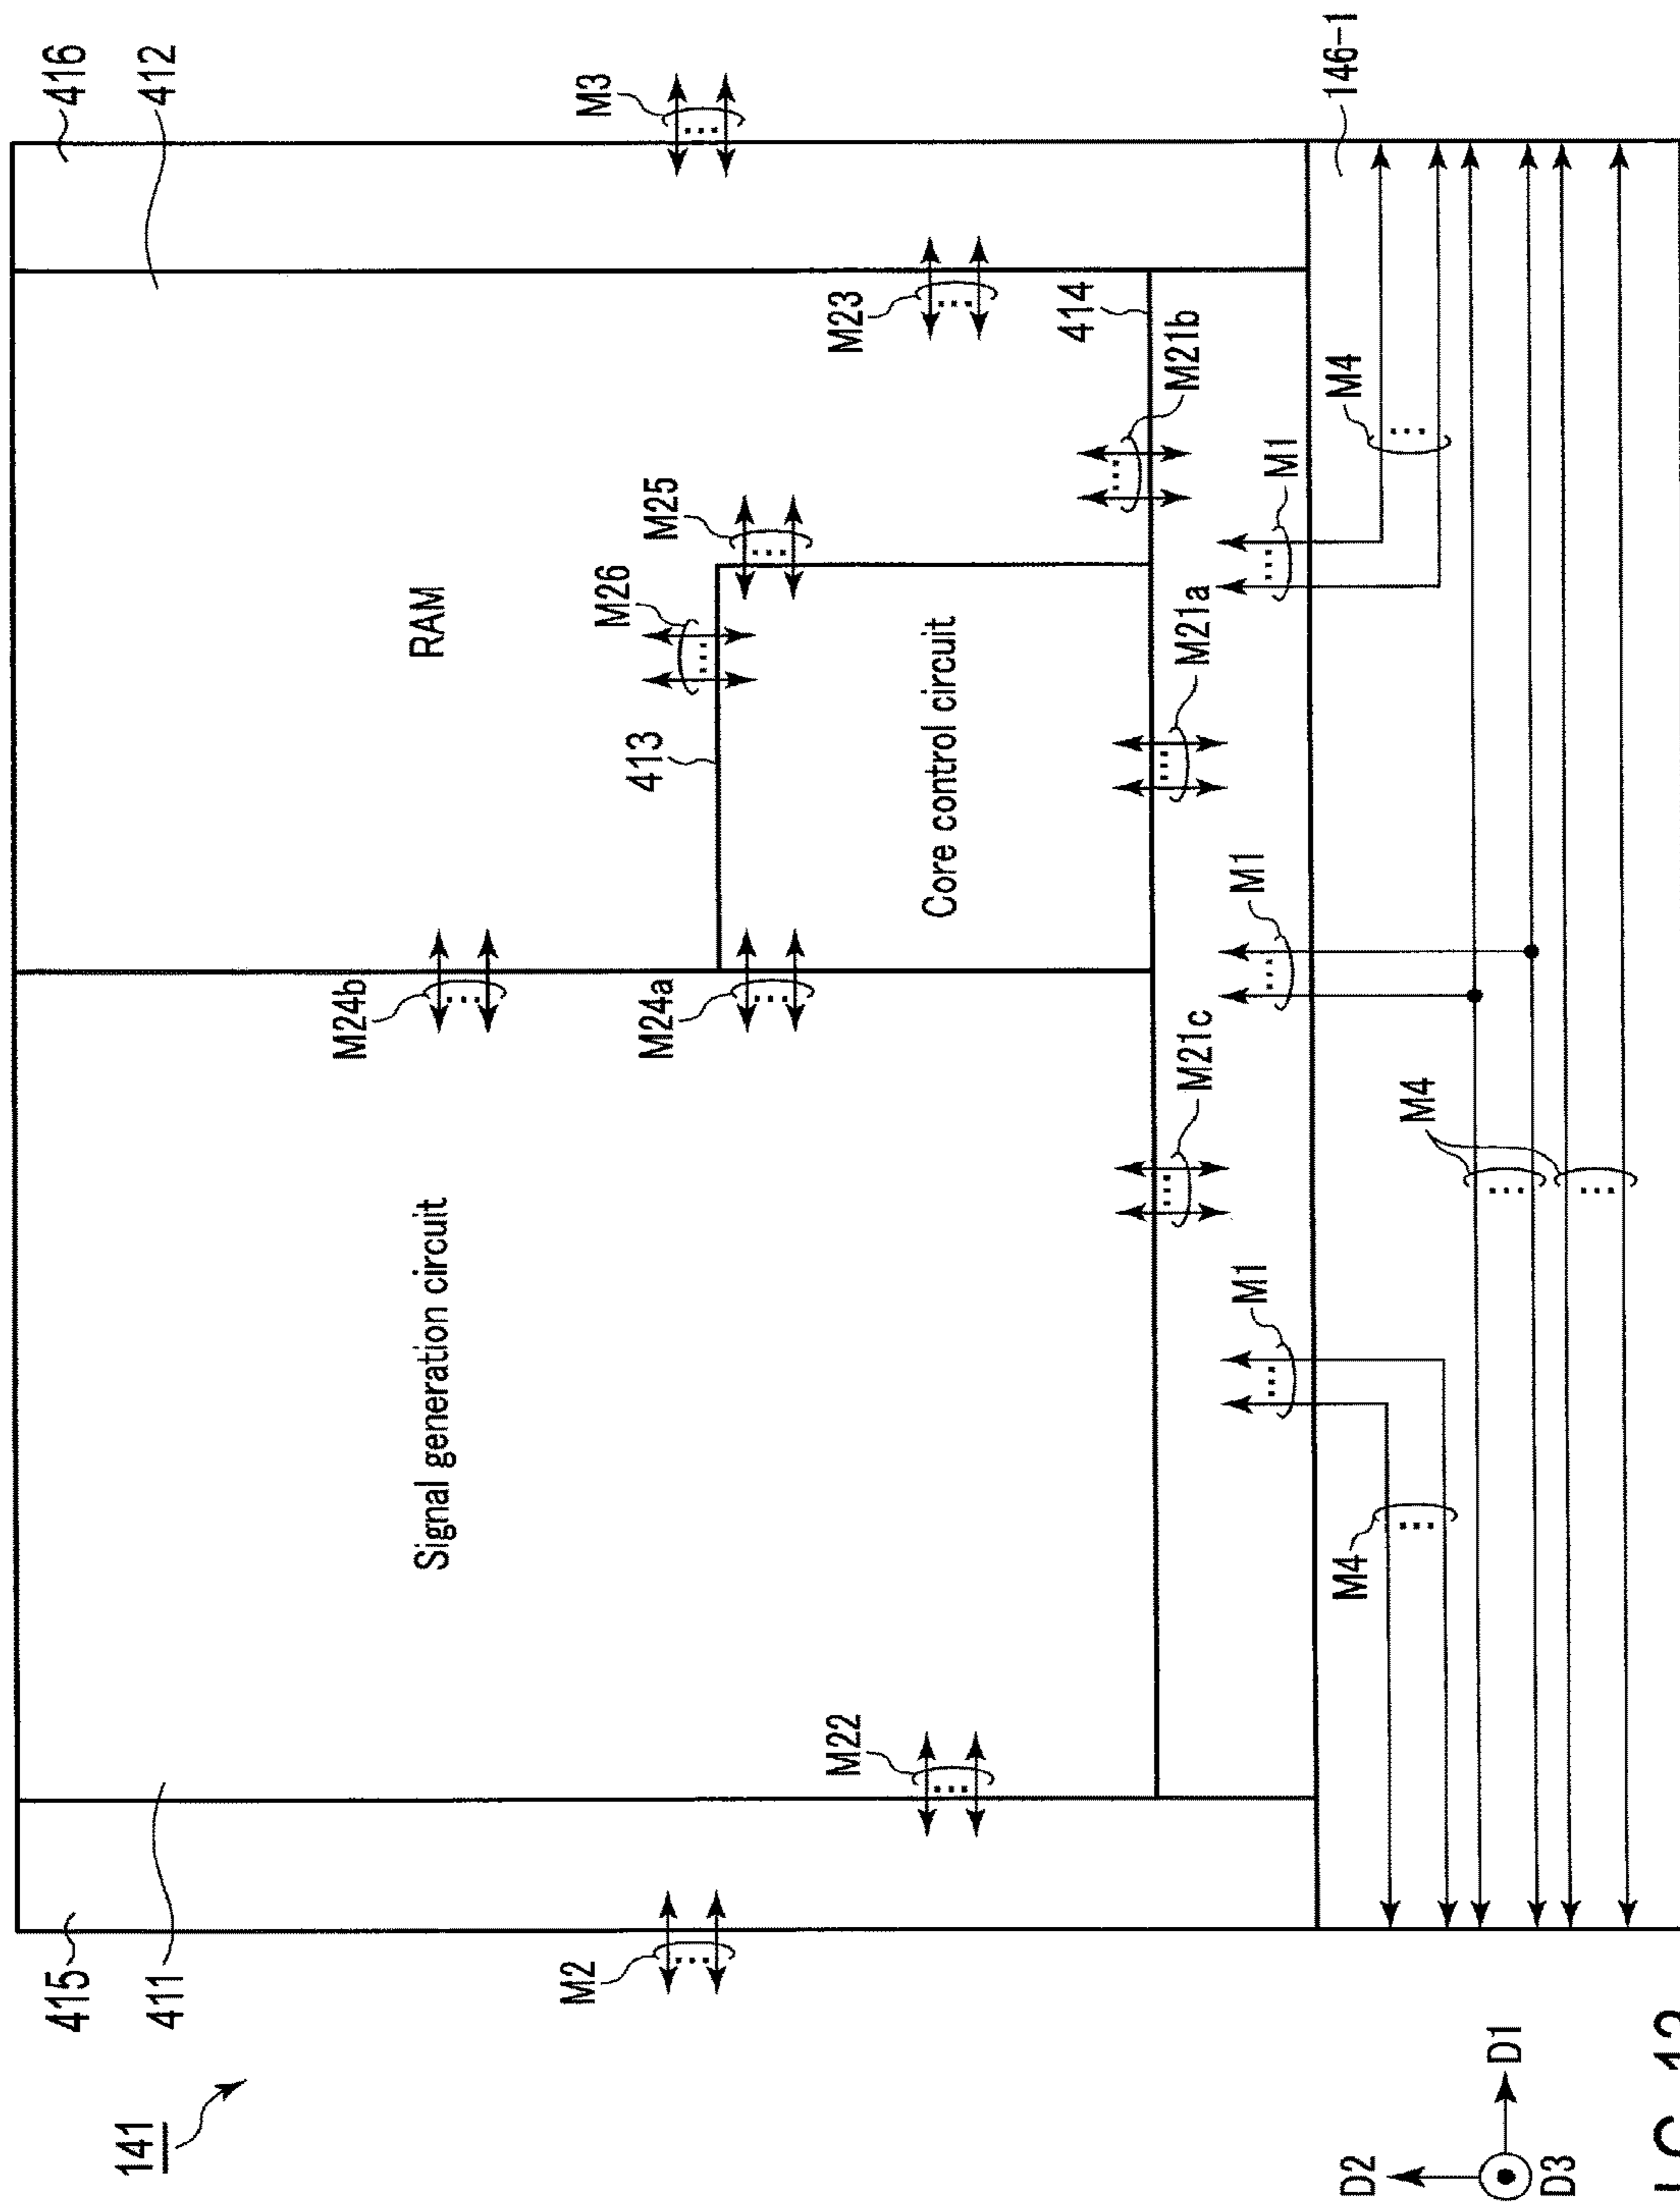 415
416
141
411
412
M24b
Signal generation circuit
RAM
M2
M3
M26
413
M24a
M25
M22
M23
Core control circuit
414
M21c
M21a
M21b
M1
M1
M1
M4
M4
146-1
D2
M4
D1
D3